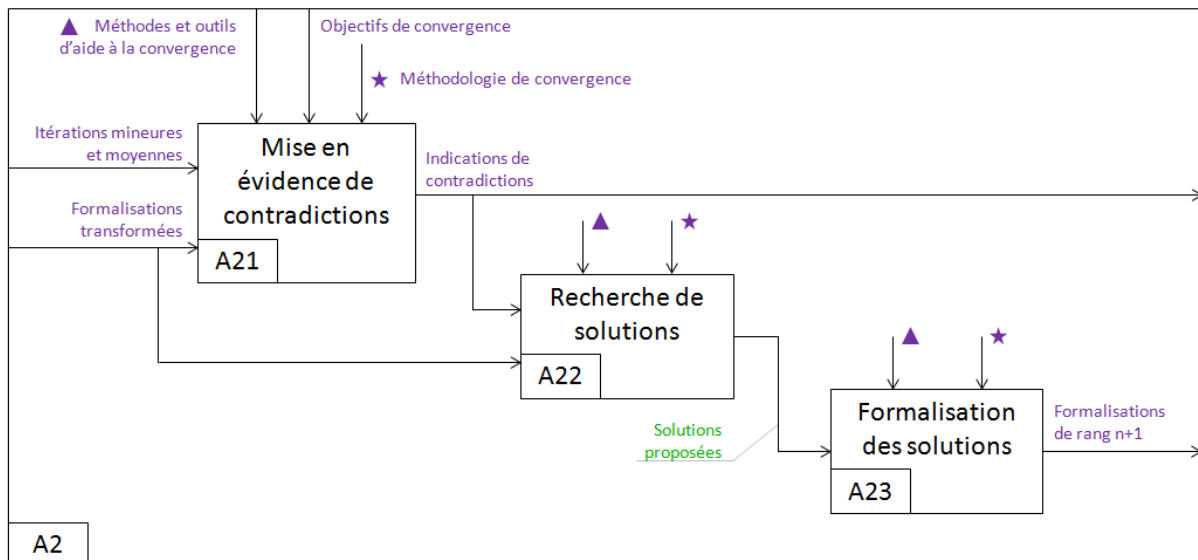 Méthodes et outils
d'aide à la convergence
Objectifs de convergence
Méthodologie de convergence
Itérations mineures
et moyennes
Mise en
évidence de
contradictions
A21
Formalisations
transformées
Indications de
contradictions
Recherche de
solutions
A22
Solutions
proposées
Formalisation
des solutions
A23
Formalisations
de rang n+1
A2